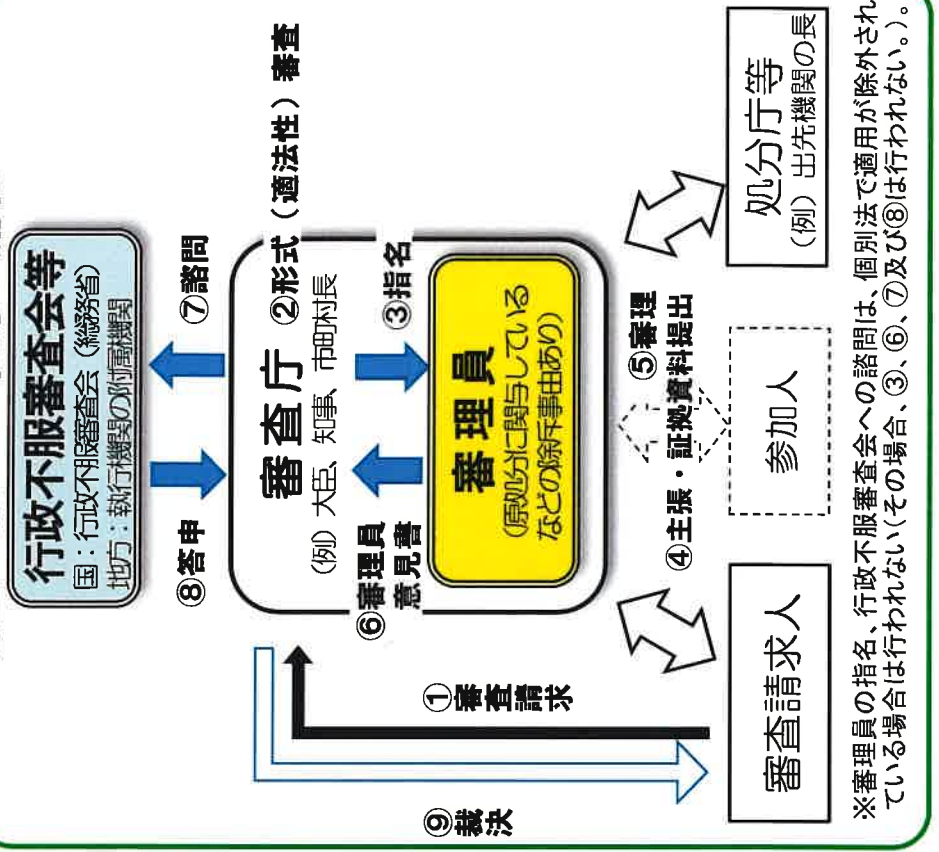 行政不服審査会等
国：行政不服審査会（総務省）
地方：執行機関の附属機関
⑧答申
⑦諮問
審査庁
（例）大臣、知事、市町村長
②形式（適法性）審査
③指名
⑥審理員
意見書
審理員
（原処分に関与している
などの除斥事由あり）
①審査請求
⑨裁決
④主張・証拠資料提出
⑤審理
審査請求人
参加人
処分庁等
（例）出先機関の長
※審理員の指名、行政不服審査会への諮問は、個別法で適用が除外され
ている場合は行われない（その場合、③、⑥、⑦及び⑧は行われない。）。